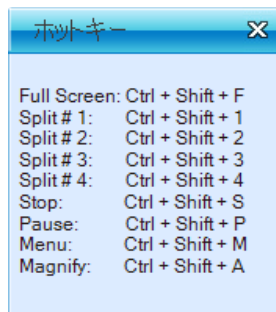 ホットキー
Full Screen: Ctrl + Shift + F
Split # 1: Ctrl + Shift + 1
Split # 2: Ctrl + Shift + 2
Split # 3: Ctrl + Shift + 3
Split # 4: Ctrl + Shift + 4
Stop: Ctrl + Shift + S
Pause: Ctrl + Shift + P
Menu: Ctrl + Shift + M
Magnify: Ctrl + Shift + A